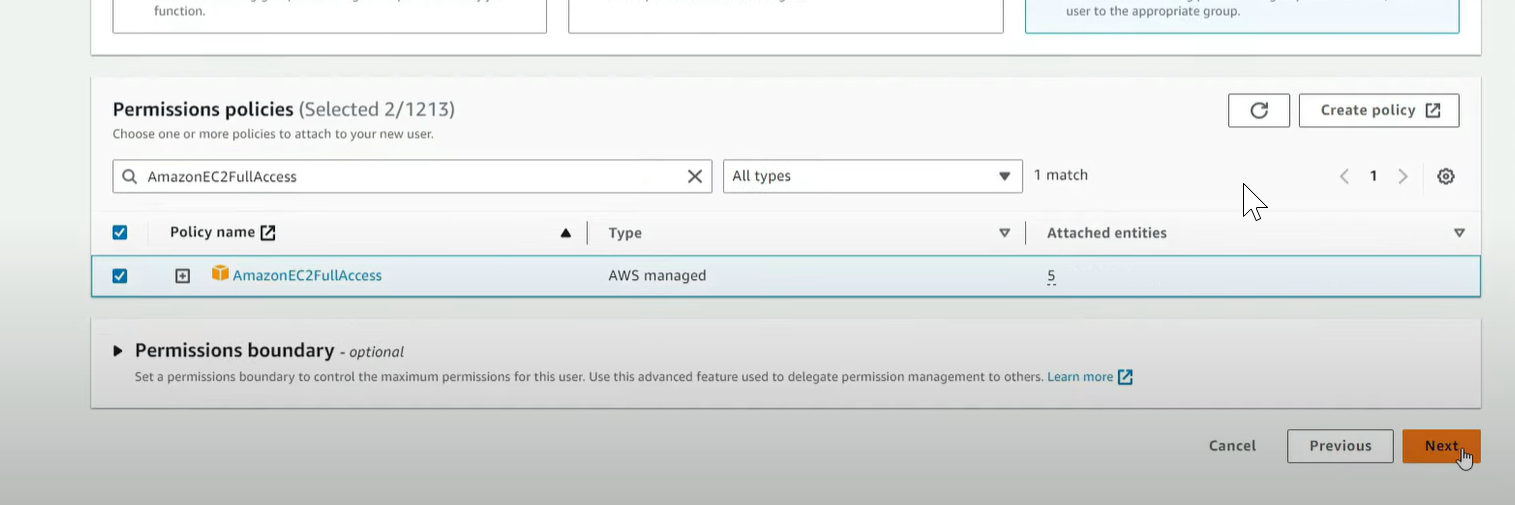 function.
user to the appropriate group.
Permissions policies (Selected 2/1213)
Create policy
Choose one or more policies to attach to your new user.
AmazonEC2FullAccess
All types
1 match
1
Policy name
Type
Attached entities
AmazonEC2FullAccess
AWS managed
5
Permissions boundary - optional
Set a permissions boundary to control the maximum permissions for this user. Use this advanced feature used to delegate permission management to others. Learn more
Cancel
Previous
Next